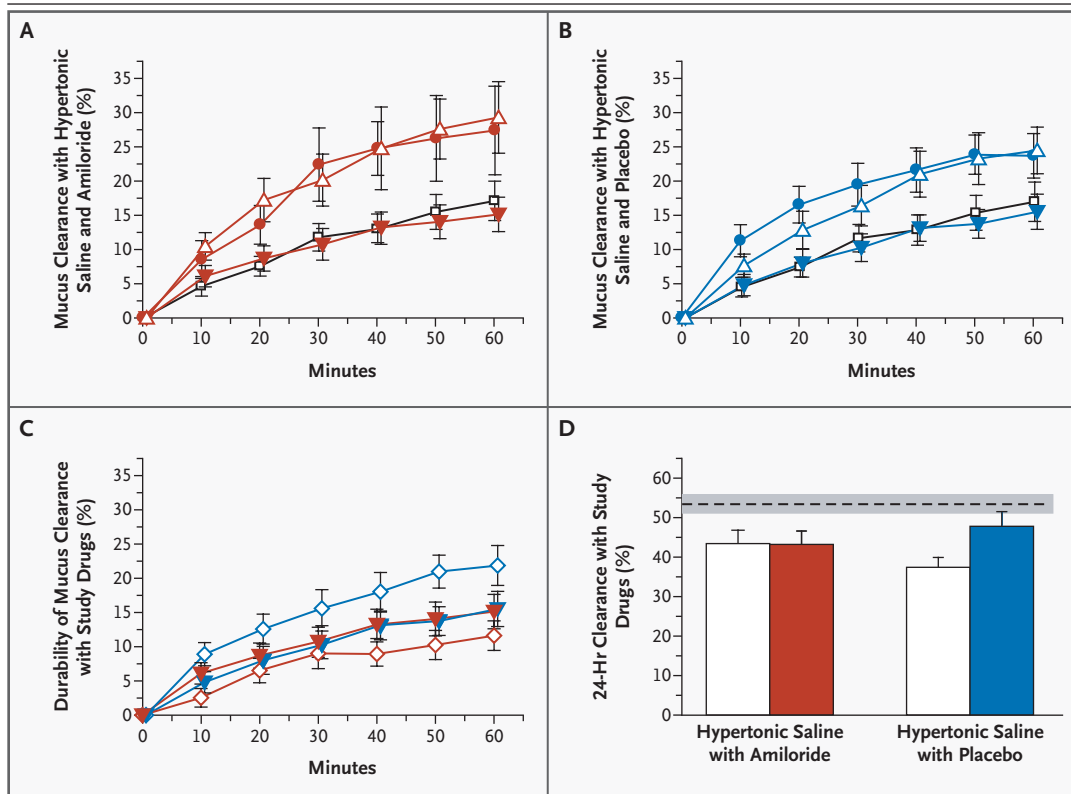 A
Mucus Clearance with Hypertonic
Saline and Amiloride (%)
35
30
25
20
15
10
5
0
0 10 20 30 40 50 60
Minutes
B
Mucus Clearance with Hypertonic
Saline and Placebo (%)
35
30
25
20
15
10
5
0
0 10 20 30 40 50 60
Minutes
C
Durability of Mucus Clearance
with Study Drugs (%)
35
30
25
20
15
10
5
0
0 10 20 30 40 50 60
Minutes
D
24-Hr Clearance with Study
Drugs (%)
60
50
40
30
20
10
0
Hypertonic Saline
with Amiloride
Hypertonic Saline
with Placebo